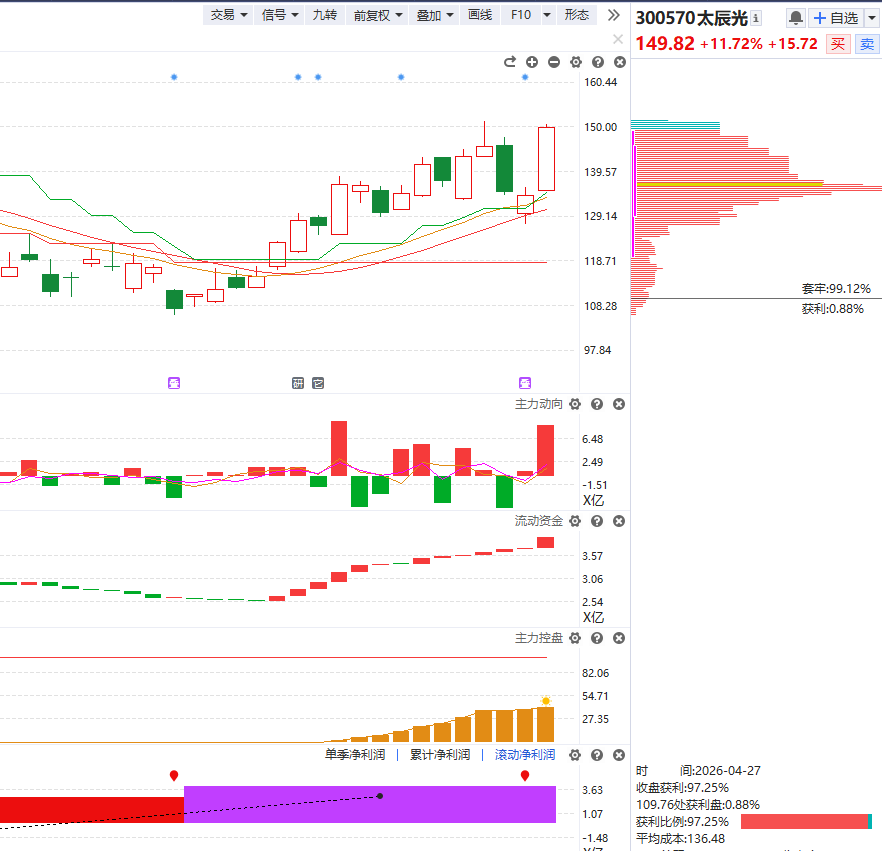 交易 信号 九转 前复权 叠加 画线 F10 形态
300570太辰光
自选
149.82 +11.72% +15.72 买 卖
160.44
150.00
139.57
129.14
118.71
108.28
97.84
套牢:99.12%
获利:0.88%
研
主力动向
6.48
2.49
-1.51
X亿
流动资金
3.57
3.06
2.54
X亿
主力控盘
82.06
54.71
27.35
单季净利润 | 累计净利润 | 滚动净利润
3.63
1.07
-1.48
时 间:2026-04-27
收盘获利:97.25%
109.76处获利盘:0.88%
获利比例:97.25%
平均成本:136.48